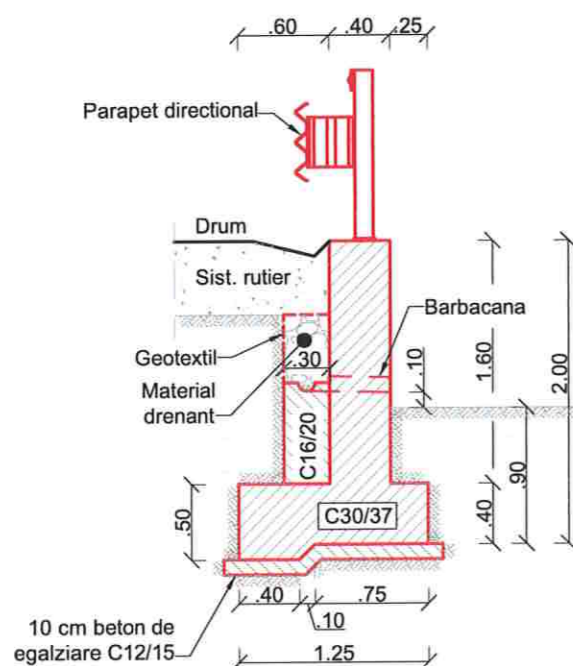 .60
.40
.25
Parapet directional
Drum
Sist. rutier
Barbacana
Geotextil
.30
Material
drenant
.10
1.60
2.00
C16/20
.90
C30/37
.50
.40
.40
.75
.10
10 cm beton de
egalziare C12/15
1.25